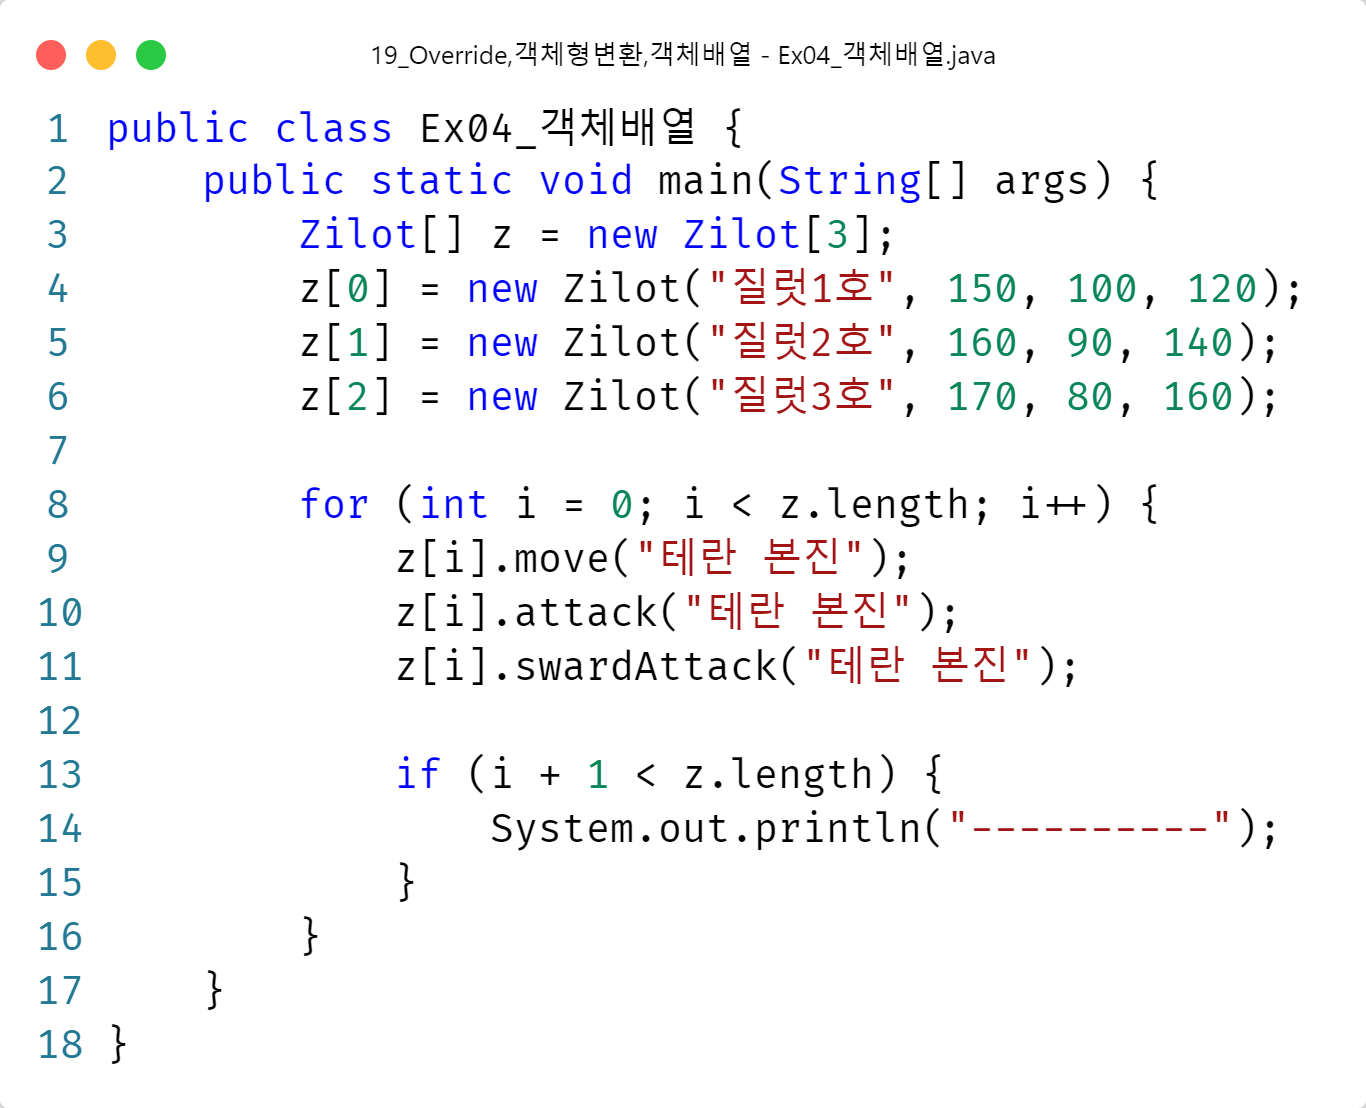 19_Override,객체형변환,객체배열 - Ex04_객체배열.java
1 public class Ex04_객체배열 {
2     public static void main(String[] args) {
3         Zilot[] z = new Zilot[3];
4         z[0] = new Zilot("질럿1호", 150, 100, 120);
5         z[1] = new Zilot("질럿2호", 160, 90, 140);
6         z[2] = new Zilot("질럿3호", 170, 80, 160);
7
8         for (int i = 0; i < z.length; i++) {
9             z[i].move("테란 본진");
10             z[i].attack("테란 본진");
11             z[i].swardAttack("테란 본진");
12
13             if (i + 1 < z.length) {
14                 System.out.println("----------");
15             }
16         }
17     }
18 }